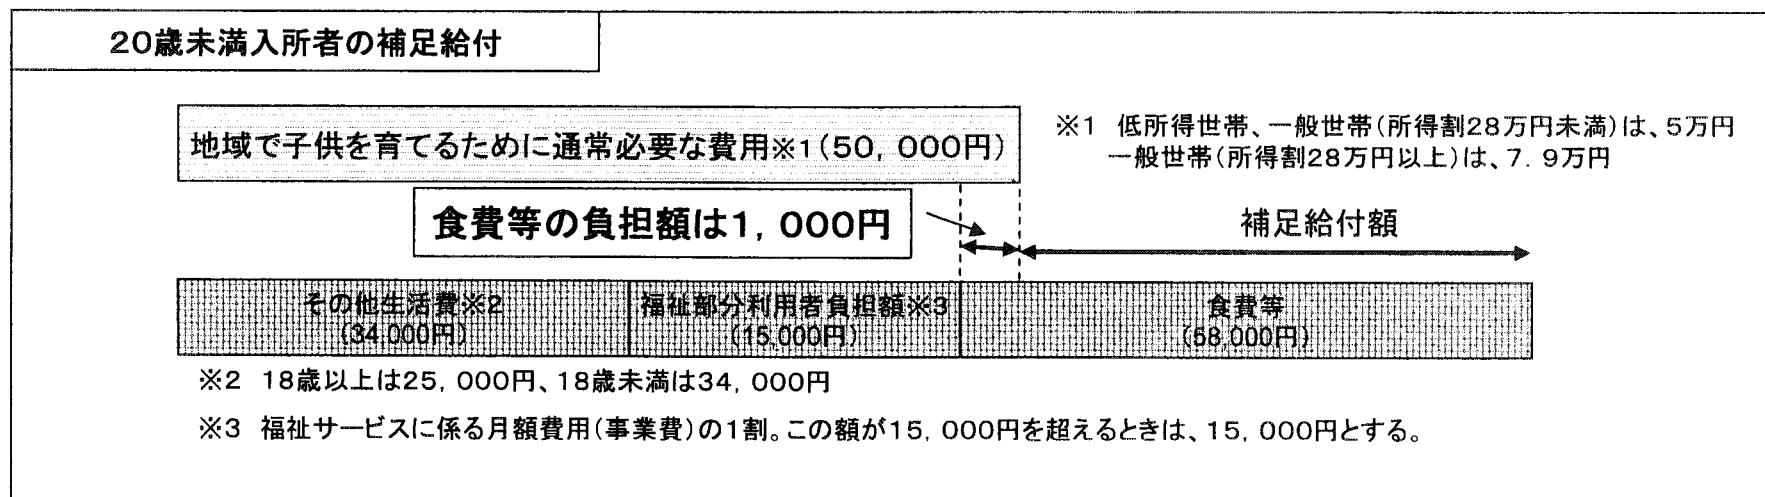 20歳未満入所者の補足給付
地域で子供を育てるために通常必要な費用※1(50, 000円)
※1 低所得世帯、一般世帯(所得割28万円未満)は、5万円
一般世帯(所得割28万円以上)は、7. 9万円
食費等の負担額は1, 000円
補足給付額
その他生活費※2
(34,000円)
福祉部分利用者負担額※3
(15,000円)
食費等
(58,000円)
※2 18歳以上は25, 000円、18歳未満は34, 000円
※3 福祉サービスに係る月額費用(事業費)の1割。この額が15, 000円を超えるときは、15, 000円とする。